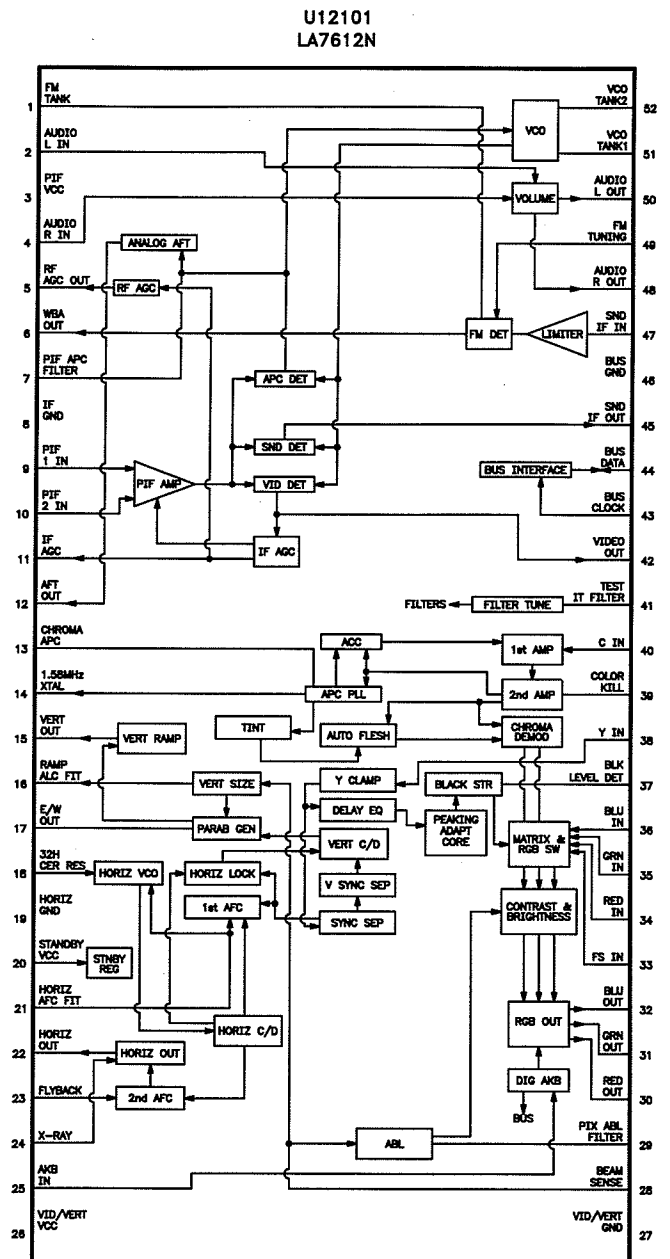 U12101
LA7612N
FM
TANK
1
AUDIO
L IN
2
PIF
VCC
3
AUDIO
R IN
4
RF
AGC OUT
5
WBA
OUT
6
PIF APC
FILTER
7
IF
GND
8
PIF
1 IN
9
PIF
2 IN
10
IF
AGC
11
AFT
OUT
12
CHROMA
APC
13
1.58MHz
XTAL
14
VERT
OUT
15
RAMP
ALC FIT
16
E/W
OUT
17
32H
CER RES
18
HORIZ
GND
19
STANDBY
VCC
20
HORIZ
AFC FIT
21
HORIZ
OUT
22
FLYBACK
23
X-RAY
24
AKB
IN
25
VID/VERT
VCC
26
VCO
VOLUME
ANALOG AFT
RF AGC
FM DET
LIMITER
APC DET
SND DET
PIF AMP
VID DET
BUS INTERFACE
IF AGC
FILTERS
FILTER TUNE
ACC
1st AMP
APC PLL
2nd AMP
TINT
AUTO FLESH
CHROMA
DEMOD
VERT RAMP
VERT SIZE
Y CLAMP
BLACK STR
DELAY EQ
PARAB GEN
PEAKING
ADAPT
CORE
VERT C/D
MATRIX &
RGB SW
HORIZ VCO
HORIZ LOCK
V SYNC SEP
1st AFC
SYNC SEP
CONTRAST &
BRIGHTNESS
STNBY
REG
HORIZ C/D
RGB OUT
HORIZ OUT
2nd AFC
DIG AKB
BUS
ABL
VCO
TANK2
52
VCO
TANK1
51
AUDIO
L OUT
50
FM
TUNING
49
AUDIO
R OUT
48
SND
IF IN
47
BUS
GND
46
SND
IF OUT
45
BUS
DATA
44
BUS
CLOCK
43
VIDEO
OUT
42
TEST
IT FILTER
41
C IN
40
COLOR
KILL
39
Y IN
38
BLK
LEVEL DET
37
BLU
IN
36
GRN
IN
35
RED
IN
34
FS IN
33
BLU
OUT
32
GRN
OUT
31
RED
OUT
30
PIX ABL
FILTER
29
BEAM
SENSE
28
VID/VERT
GND
27